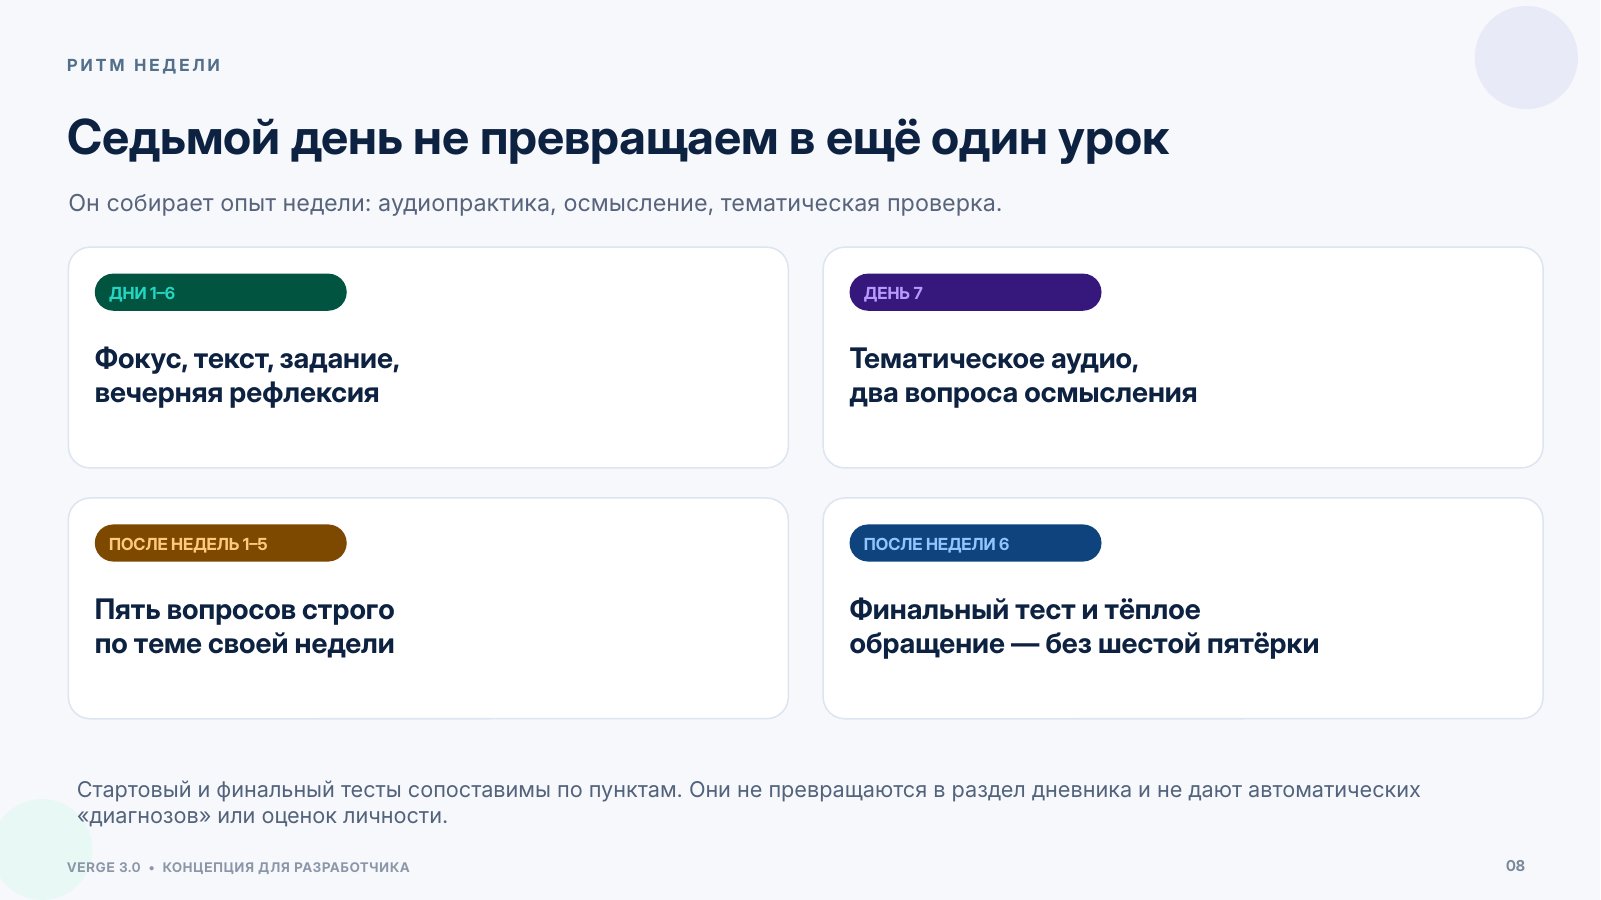 РИТМ НЕДЕЛИ
Седьмой день не превращаем в ещё один урок
Он собирает опыт недели: аудиопрактика, осмысление, тематическая проверка.
ДНИ 1–6
Фокус, текст, задание,
вечерняя рефлексия
ДЕНЬ 7
Тематическое аудио,
два вопроса осмысления
ПОСЛЕ НЕДЕЛЬ 1–5
Пять вопросов строго
по теме своей недели
ПОСЛЕ НЕДЕЛИ 6
Финальный тест и тёплое
обращение — без шестой пятёрки
Стартовый и финальный тесты сопоставимы по пунктам. Они не превращаются в раздел дневника и не дают автоматических
«диагнозов» или оценок личности.
VERGE 3.0 • КОНЦЕПЦИЯ ДЛЯ РАЗРАБОТЧИКА
08